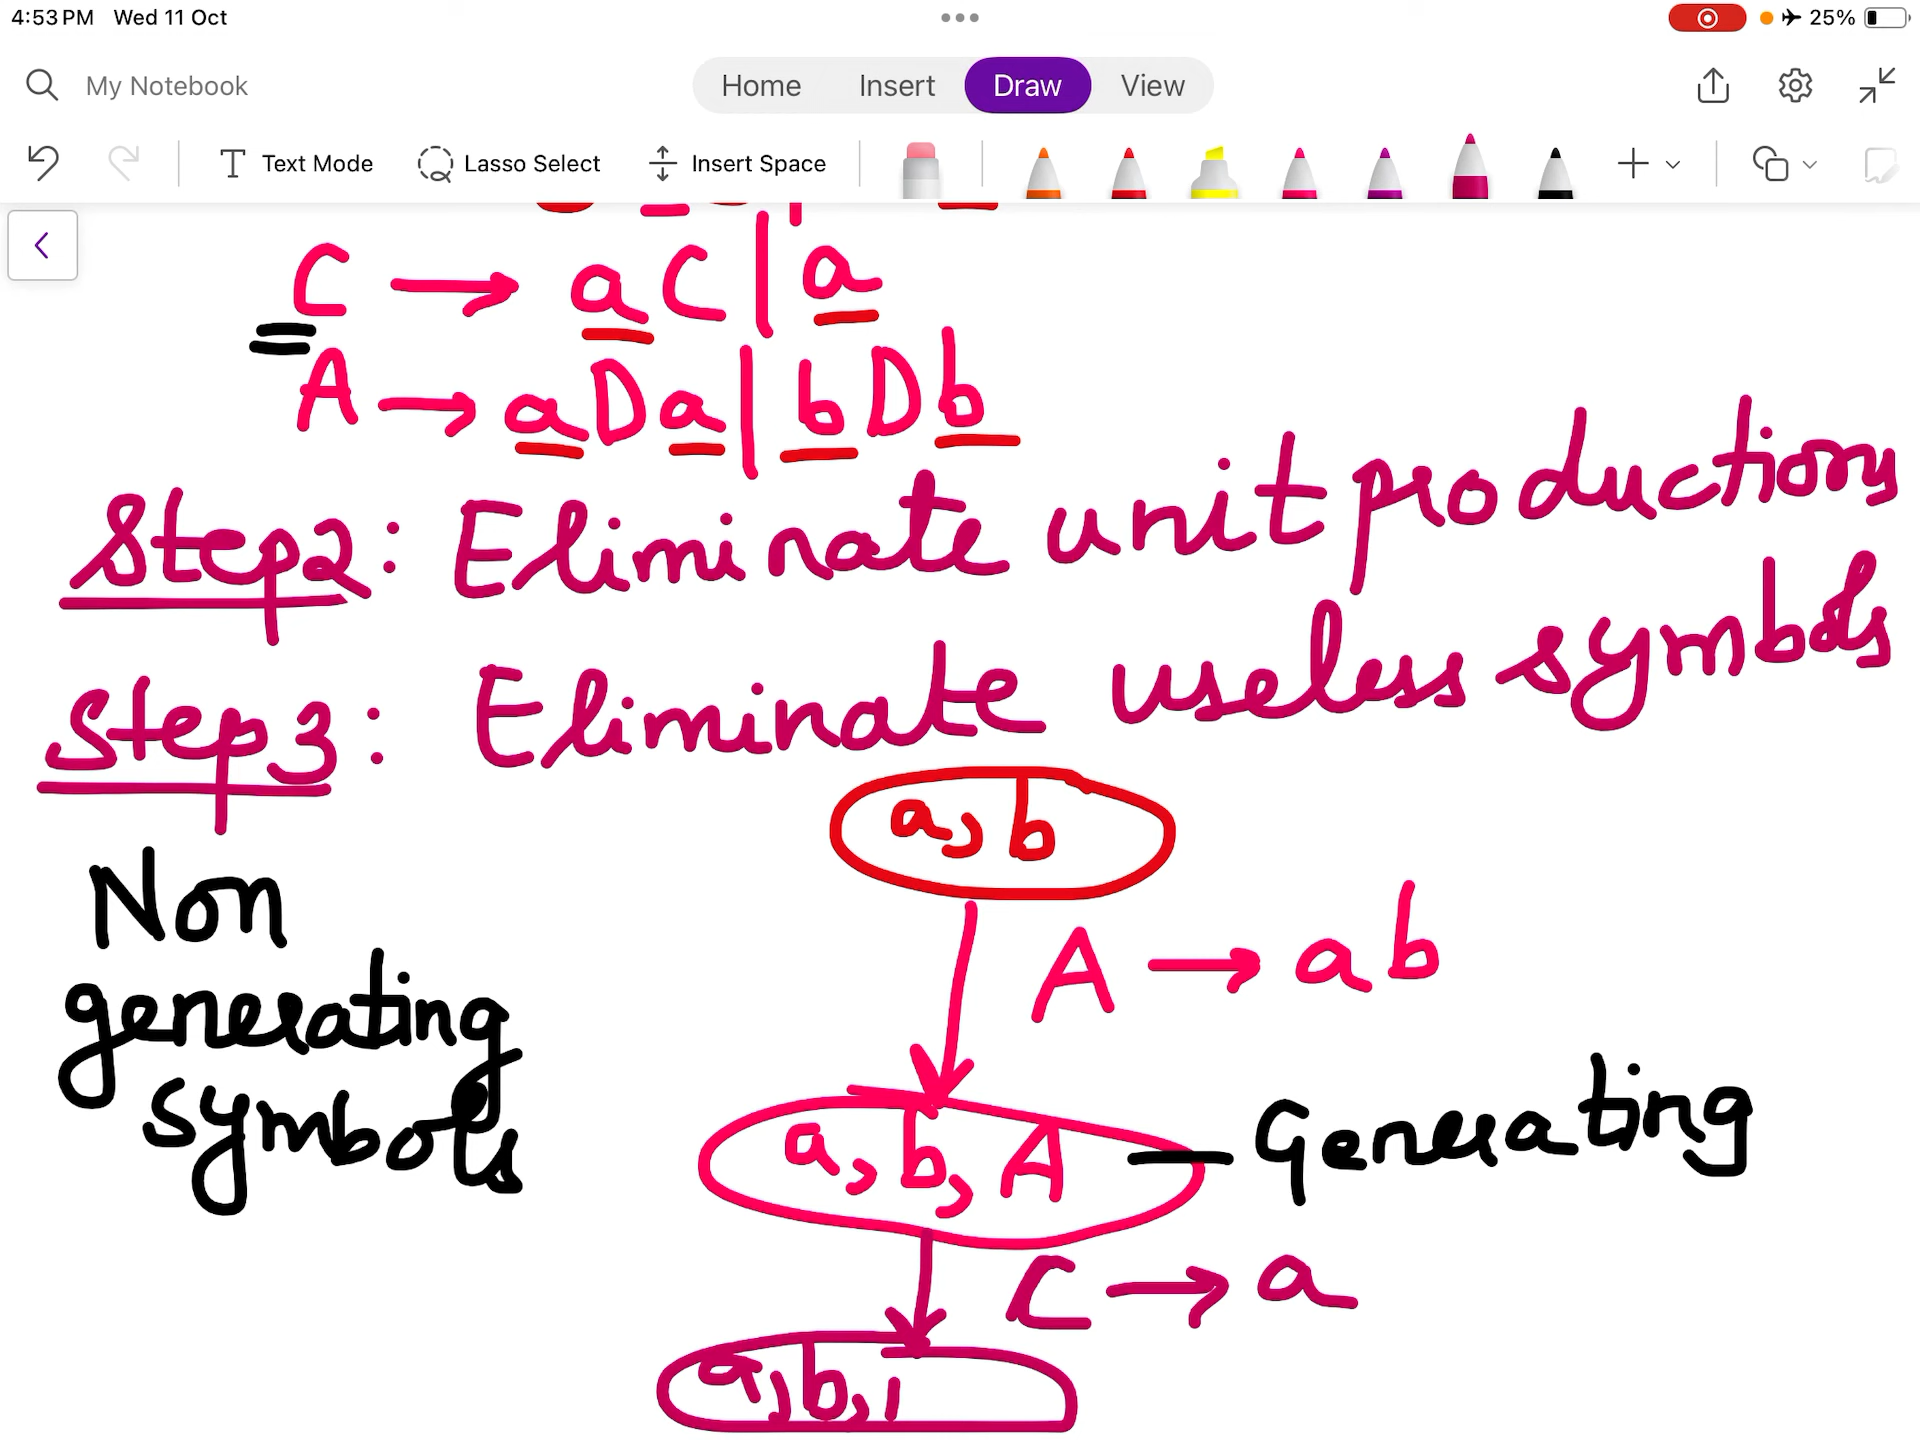 4:53 PM Wed 11 Oct 25%
My Notebook Home Insert Draw View
Text Mode Lasso Select Insert Space
C → aC|a
A → aDa|bDb
Step2: Eliminate unit productions
Step3: Eliminate useless symbols
a, b
Non
generating
symbols
A → ab
a, b, A — Generating
C → a
a, b,